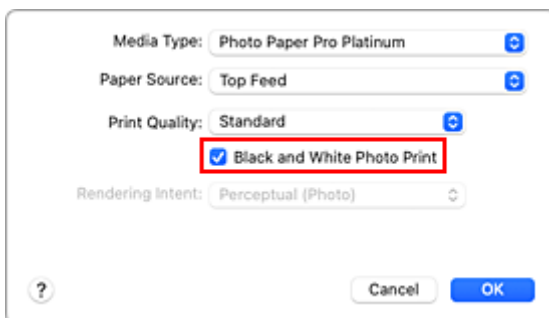 Media Type: Photo Paper Pro Platinum
Paper Source: Top Feed
Print Quality: Standard
Black and White Photo Print
Rendering Intent: Perceptual (Photo)
? Cancel OK